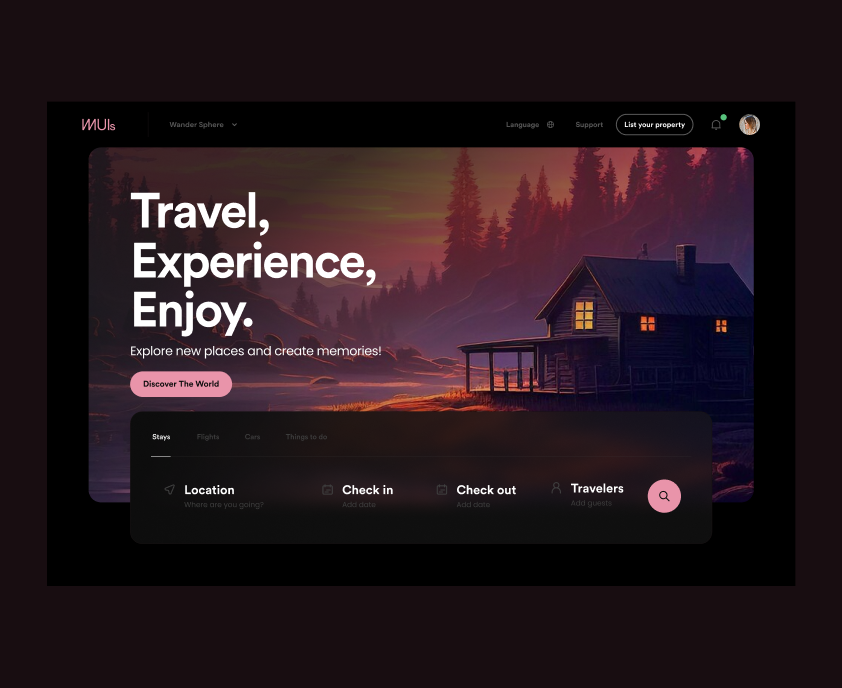 MUIs
Wander Sphere
Language
Support
List your property
Travel,
Experience,
Enjoy.
Explore new places and create memories!
Discover The World
Stays Flights Cars Things to do
Location Check in Check out Travelers
Where are you going? Add date Add date Add guests